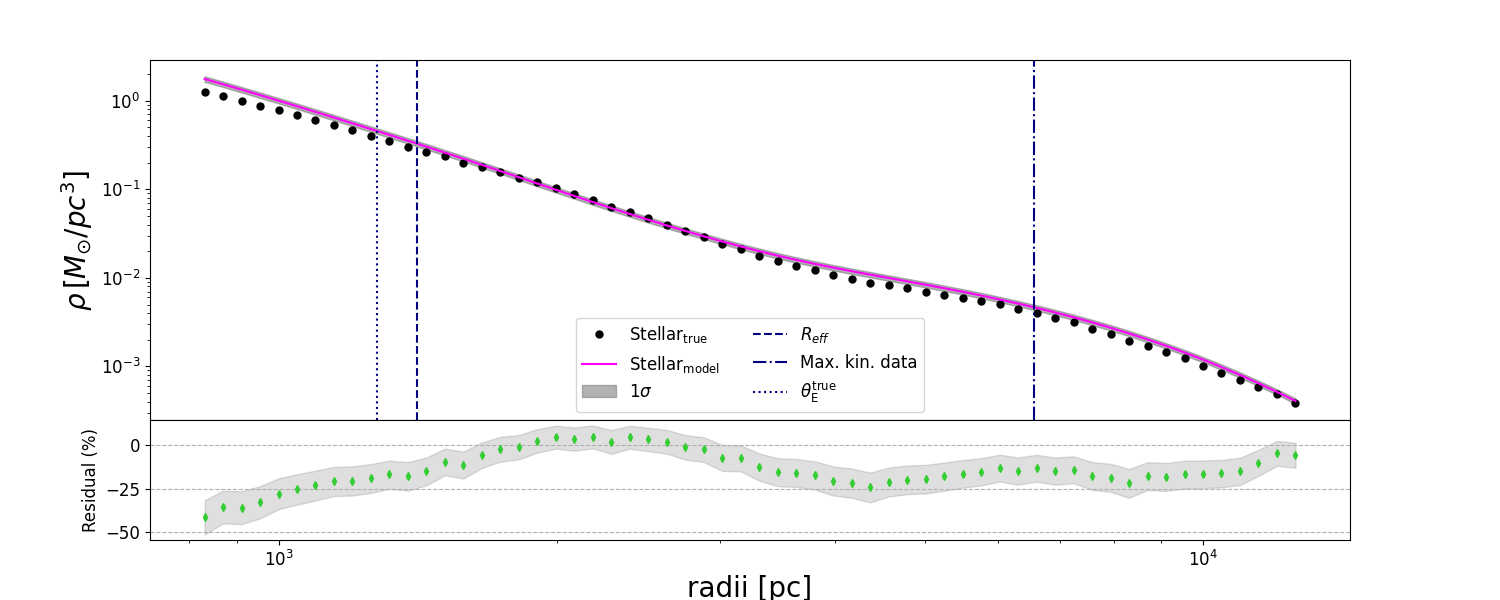 10⁰
10⁻¹
10⁻²
10⁻³
ρ [M⊙/pc³]
Stellar_true
Stellar_model
1σ
R_eff
Max. kin. data
θ_E^true
0
−25
−50
Residual (%)
10³
10⁴
radii [pc]